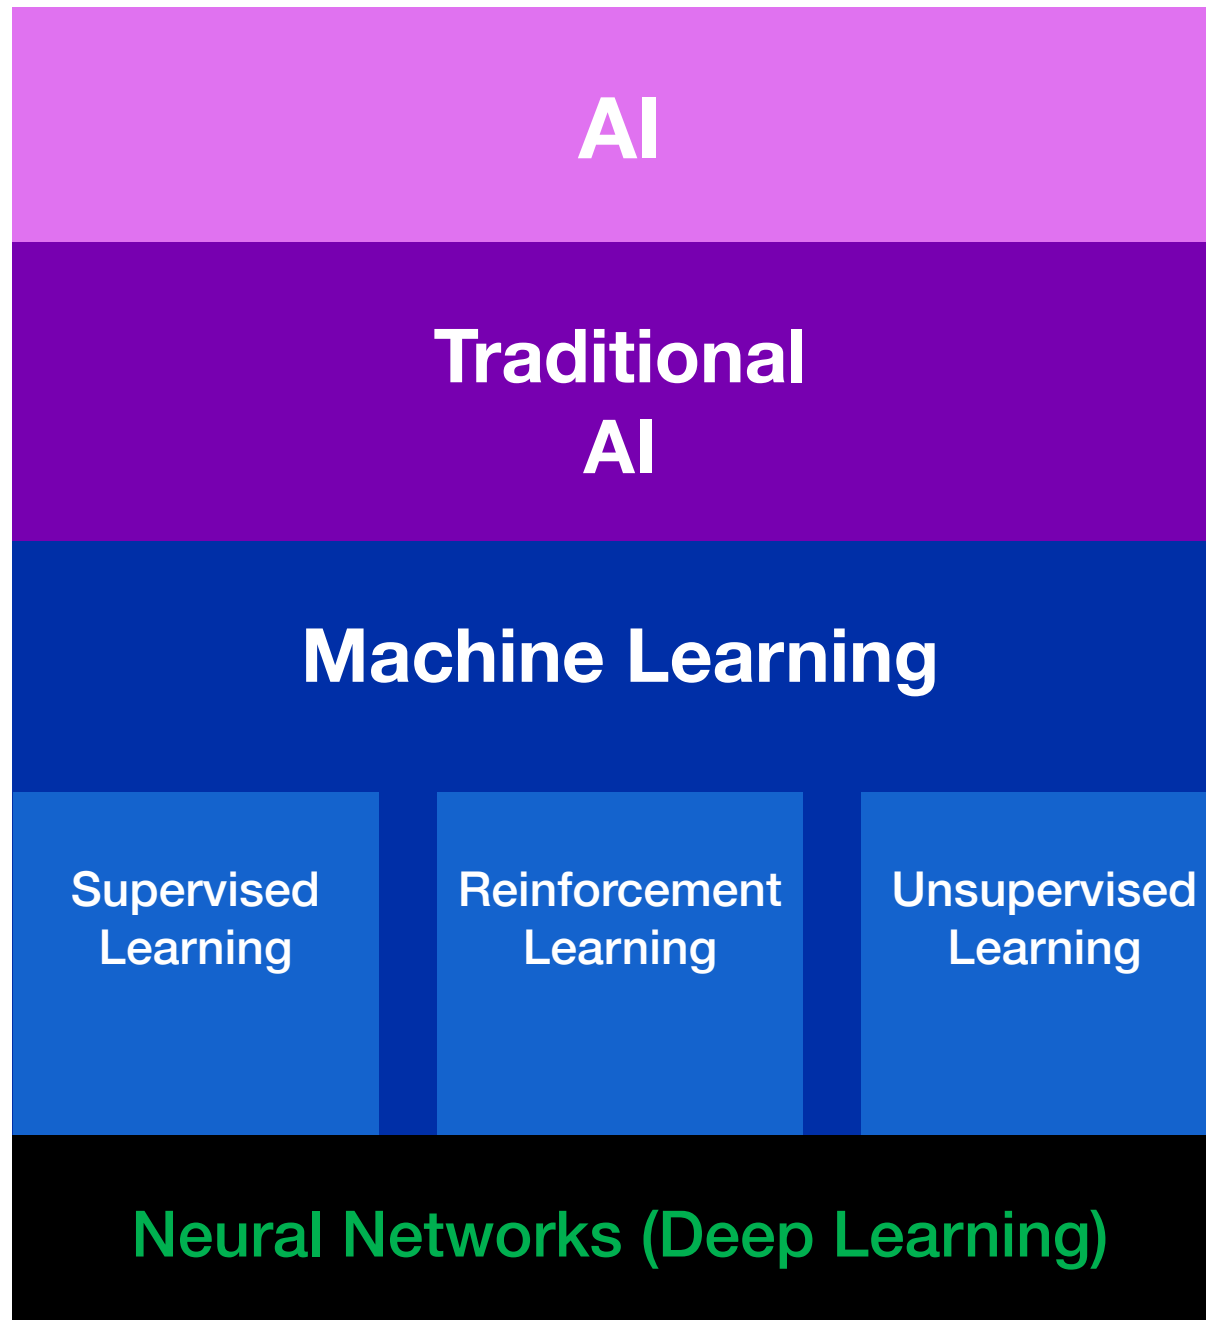 AI
Traditional
AI
Machine Learning
Supervised
Learning
Reinforcement
Learning
Unsupervised
Learning
Neural Networks (Deep Learning)